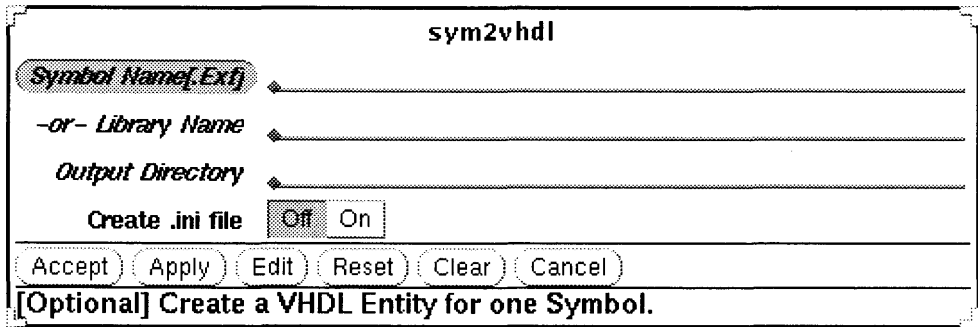 sym2vhdl
Symbol Name[.Ext]
-or- Library Name
Output Directory
Create .ini file Off On
Accept Apply Edit Reset Clear Cancel
[Optional] Create a VHDL Entity for one Symbol.